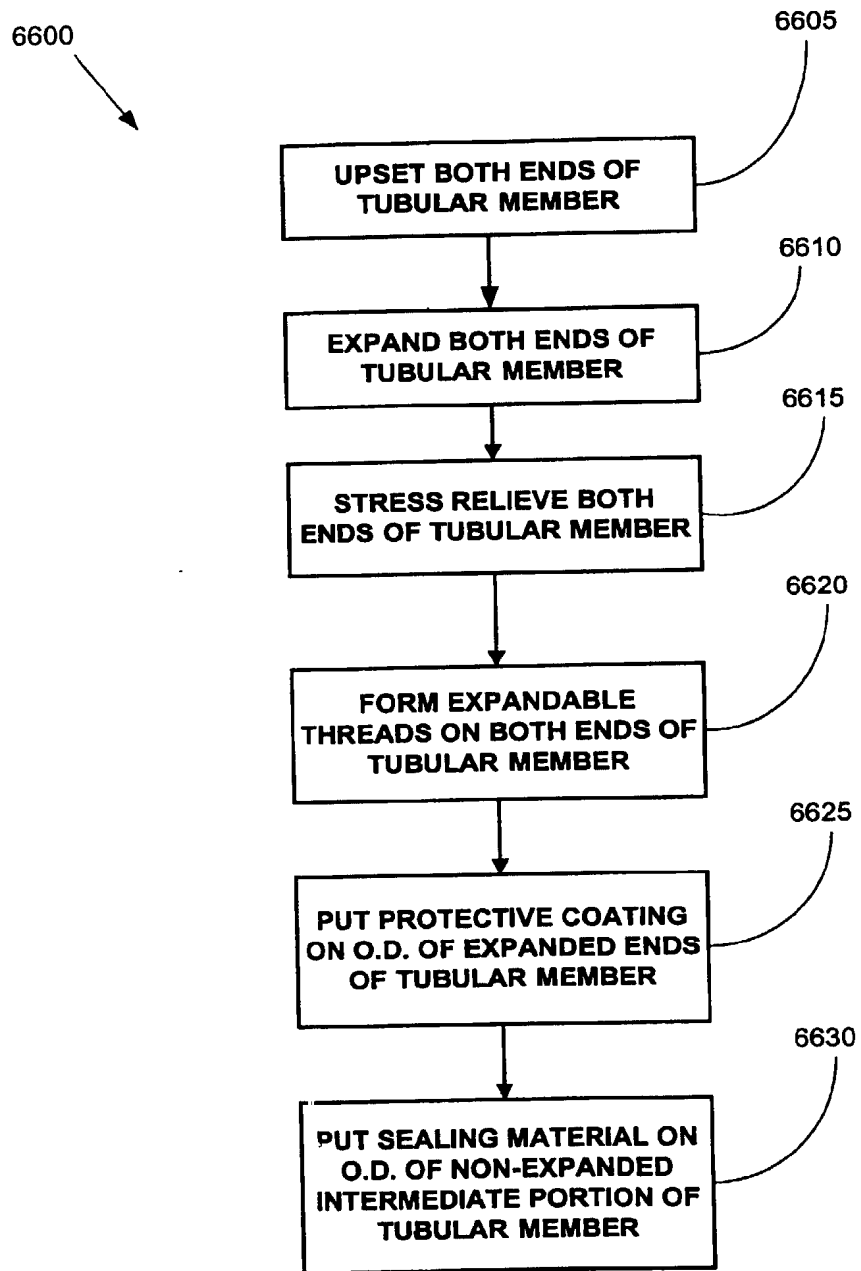 6600
6605
UPSET BOTH ENDS OF
TUBULAR MEMBER
6610
EXPAND BOTH ENDS OF
TUBULAR MEMBER
6615
STRESS RELIEVE BOTH
ENDS OF TUBULAR MEMBER
6620
FORM EXPANDABLE
THREADS ON BOTH ENDS OF
TUBULAR MEMBER
6625
PUT PROTECTIVE COATING
ON O.D. OF EXPANDED ENDS
OF TUBULAR MEMBER
6630
PUT SEALING MATERIAL ON
O.D. OF NON-EXPANDED
INTERMEDIATE PORTION OF
TUBULAR MEMBER